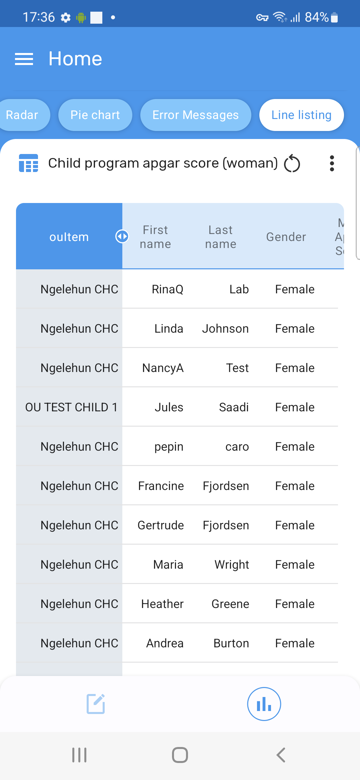 17:36
84%
Home
Radar
Pie chart
Error Messages
Line listing
Child program apgar score (woman)
ouItem
First name
Last name
Gender
Ngelehun CHC RinaQ Lab Female
Ngelehun CHC Linda Johnson Female
Ngelehun CHC NancyA Test Female
OU TEST CHILD 1 Jules Saadi Female
Ngelehun CHC pepin caro Female
Ngelehun CHC Francine Fjordsen Female
Ngelehun CHC Gertrude Fjordsen Female
Ngelehun CHC Maria Wright Female
Ngelehun CHC Heather Greene Female
Ngelehun CHC Andrea Burton Female